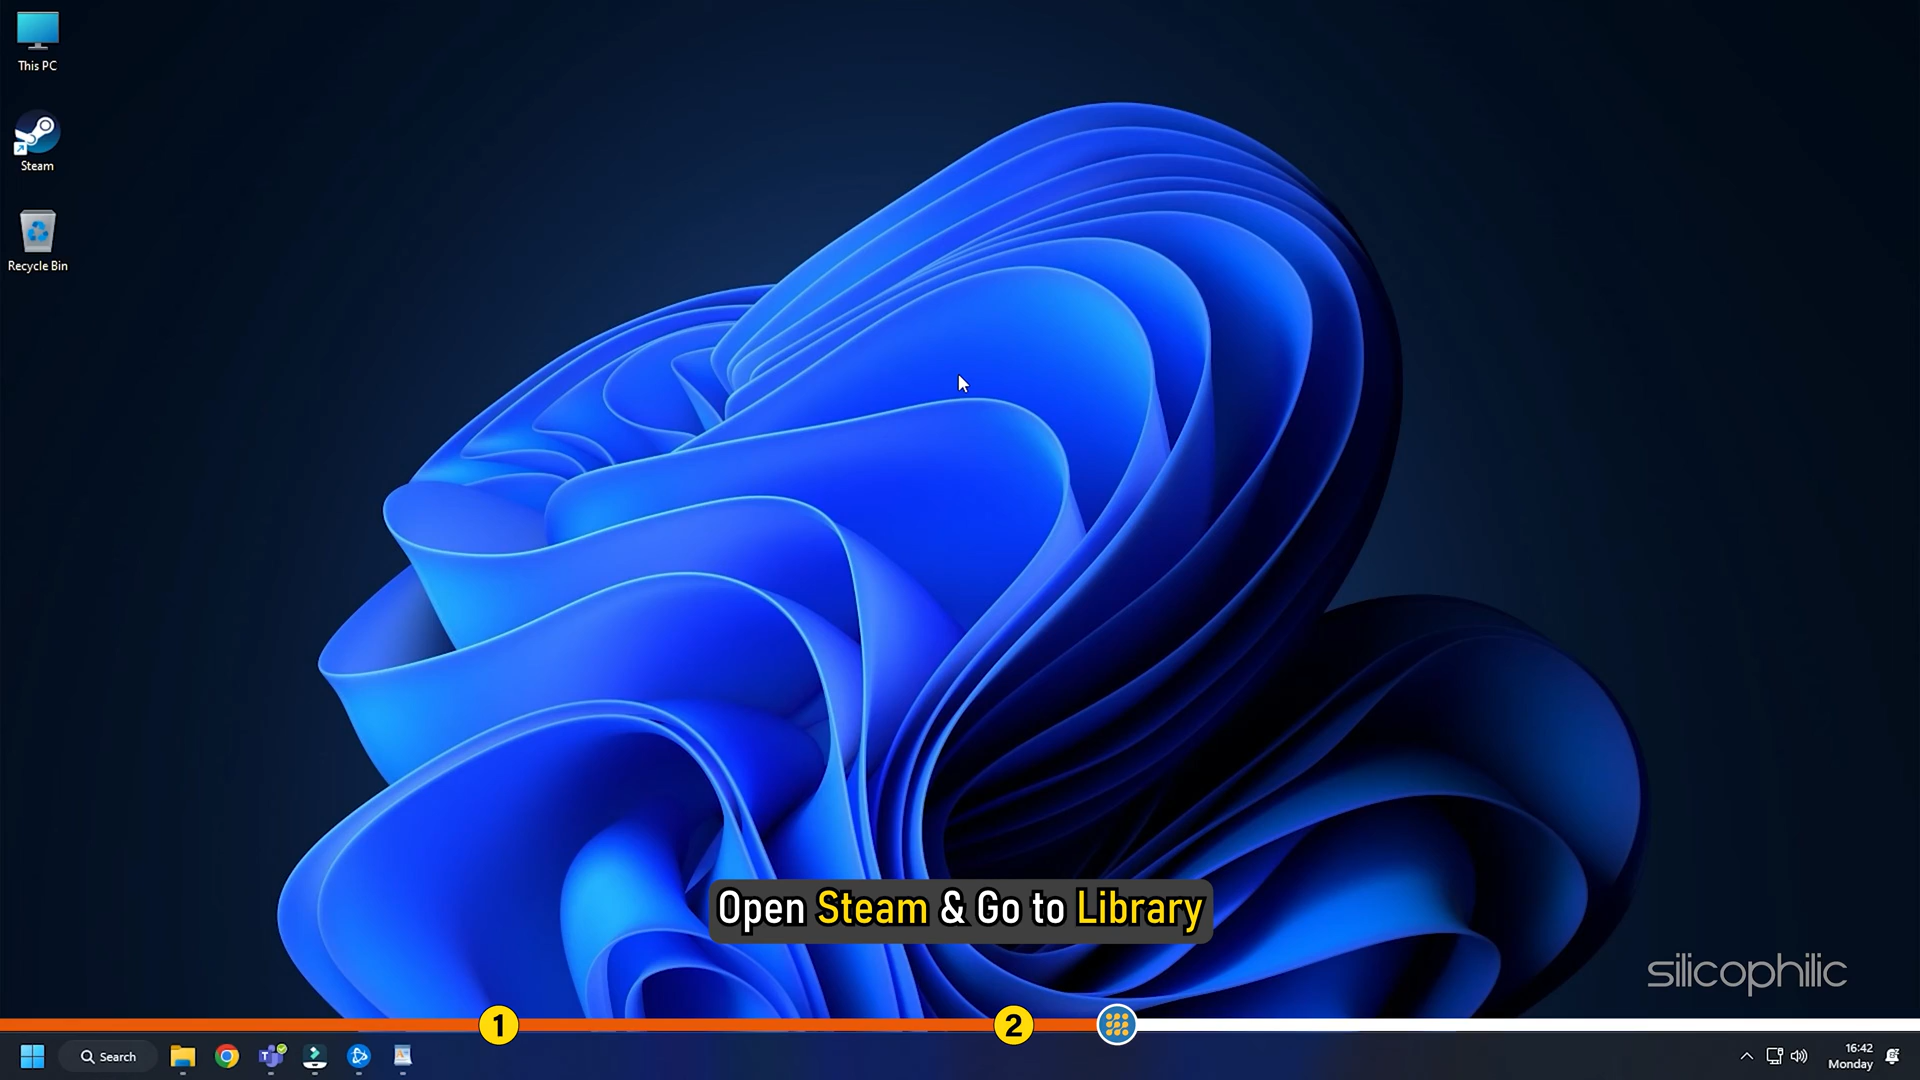 This PC
Steam
Recycle Bin
Open Steam & Go to Library
silicophilic
1
2
Search
16:42
Monday